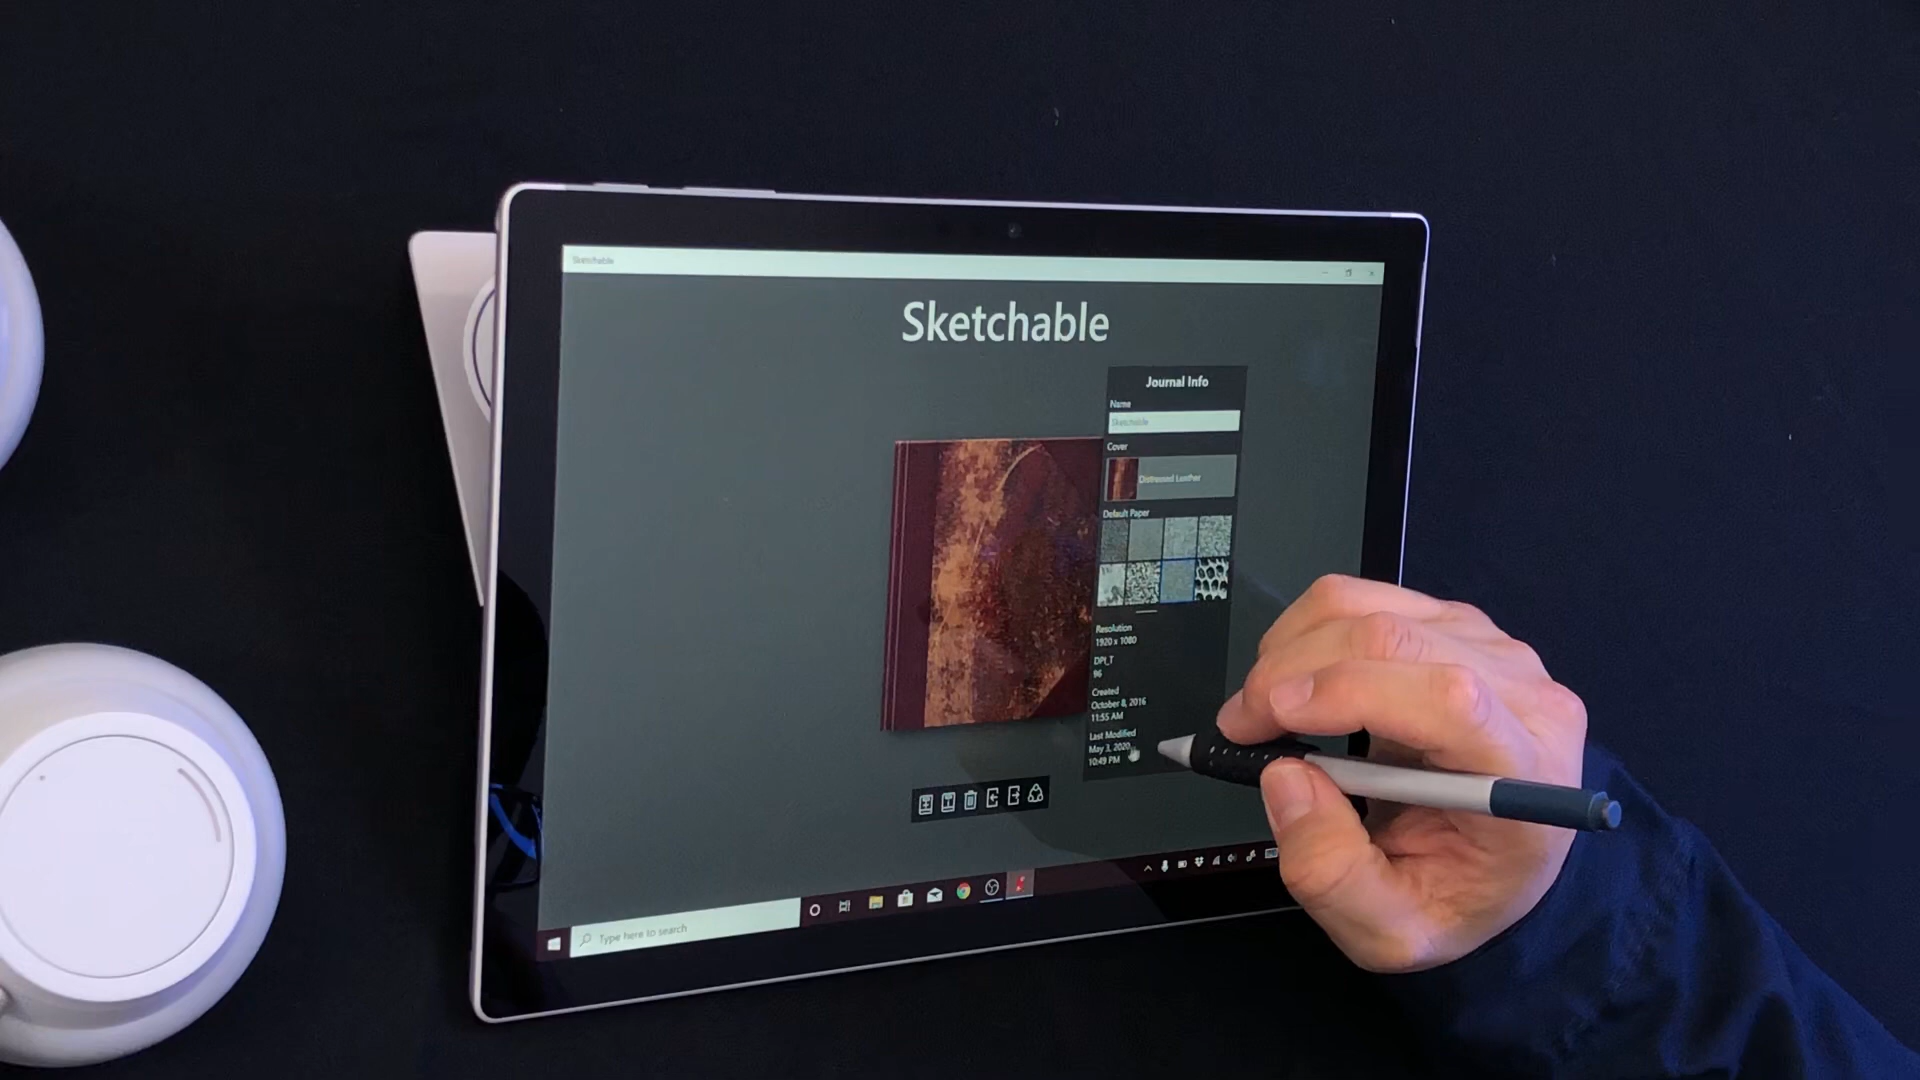 Sketchable
Sketchable
Journal Info
Name
Sketchable
Cover
Distressed Leather
Default Paper
Resolution
1920 x 1080
DPI_T
96
Created
October 8, 2016
11:55 AM
Last Modified
May 3, 2020
10:49 PM
Type here to search